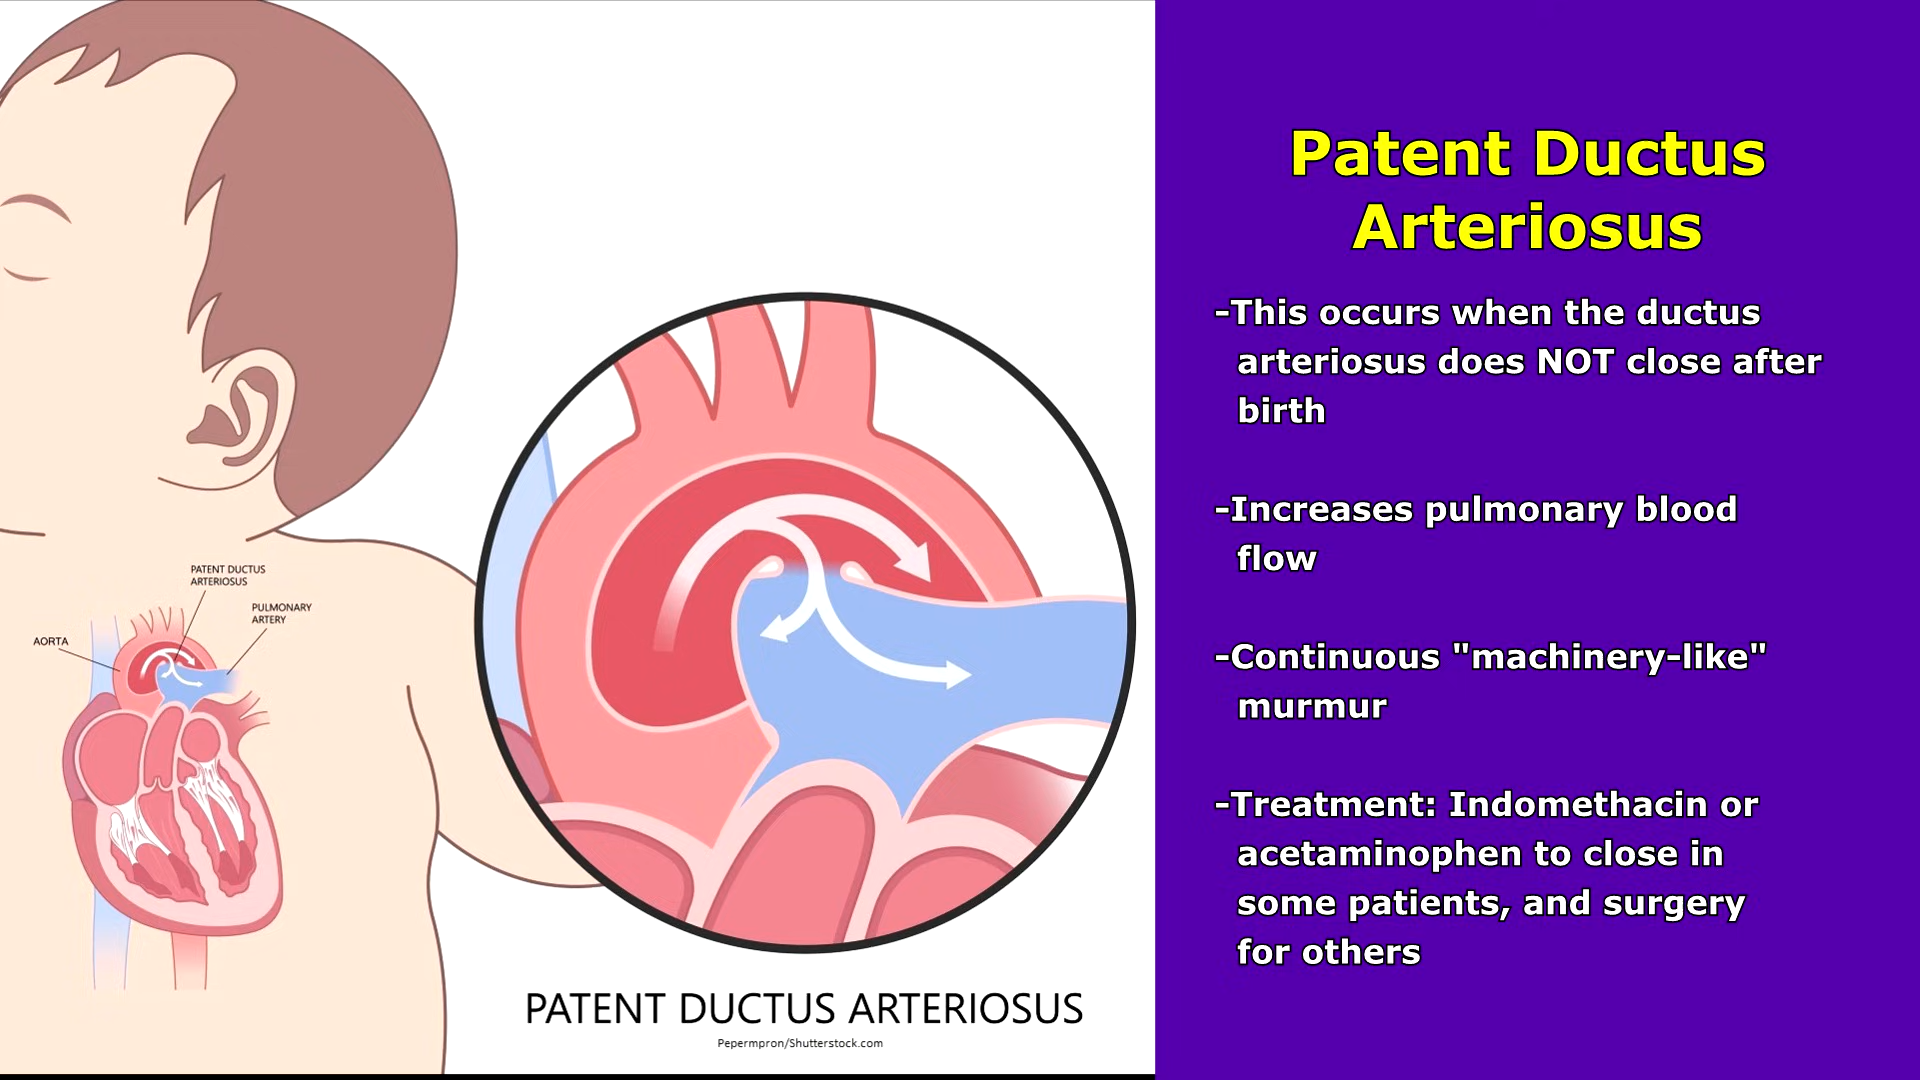 Patent Ductus
Arteriosus
-This occurs when the ductus
arteriosus does NOT close after
birth
-Increases pulmonary blood
flow
-Continuous "machinery-like"
murmur
-Treatment: Indomethacin or
acetaminophen to close in
some patients, and surgery
for others
PATENT DUCTUS
ARTERIOSUS
PULMONARY
ARTERY
AORTA
PATENT DUCTUS ARTERIOSUS
Pepermpron/Shutterstock.com